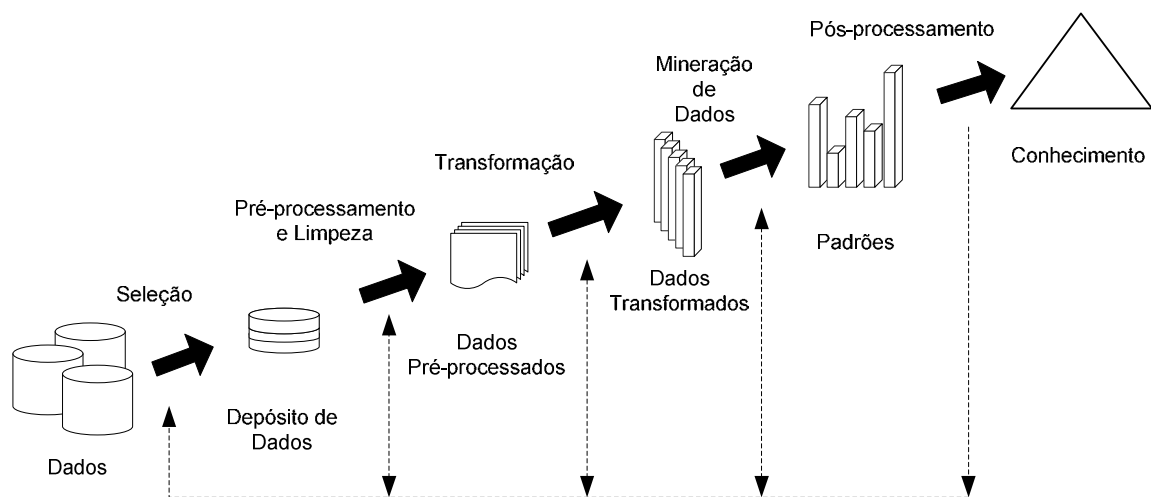 Dados
Seleção
Depósito de
Dados
Pré-processamento
e Limpeza
Dados
Pré-processados
Transformação
Dados
Transformados
Mineração
de
Dados
Padrões
Pós-processamento
Conhecimento